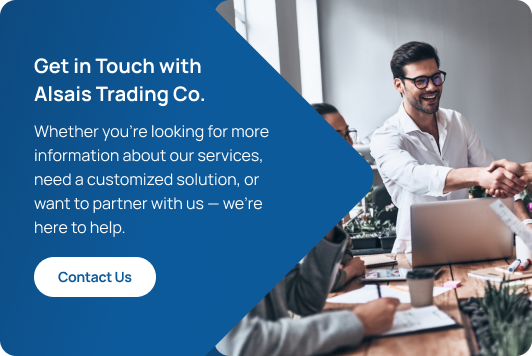 Get in Touch with
Alsais Trading Co.
Whether you're looking for more
information about our services,
need a customized solution, or
want to partner with us — we're
here to help.
Contact Us